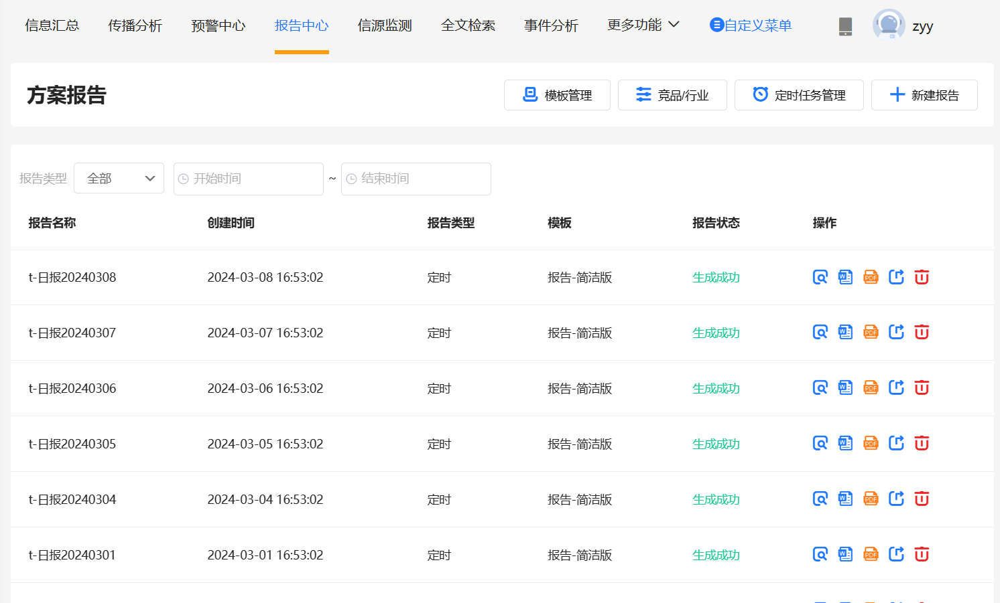 信息汇总 传播分析 预警中心 报告中心 信源监测 全文检索 事件分析 更多功能 自定义菜单 zyy
方案报告 模板管理 竞品/行业 定时任务管理 新建报告
报告类型 全部 开始时间 ~ 结束时间
报告名称 创建时间 报告类型 模板 报告状态 操作
t-日报20240308 2024-03-08 16:53:02 定时 报告-简洁版 生成成功 W PDF
t-日报20240307 2024-03-07 16:53:02 定时 报告-简洁版 生成成功 W PDF
t-日报20240306 2024-03-06 16:53:02 定时 报告-简洁版 生成成功 W PDF
t-日报20240305 2024-03-05 16:53:02 定时 报告-简洁版 生成成功 W PDF
t-日报20240304 2024-03-04 16:53:02 定时 报告-简洁版 生成成功 W PDF
t-日报20240301 2024-03-01 16:53:02 定时 报告-简洁版 生成成功 W PDF